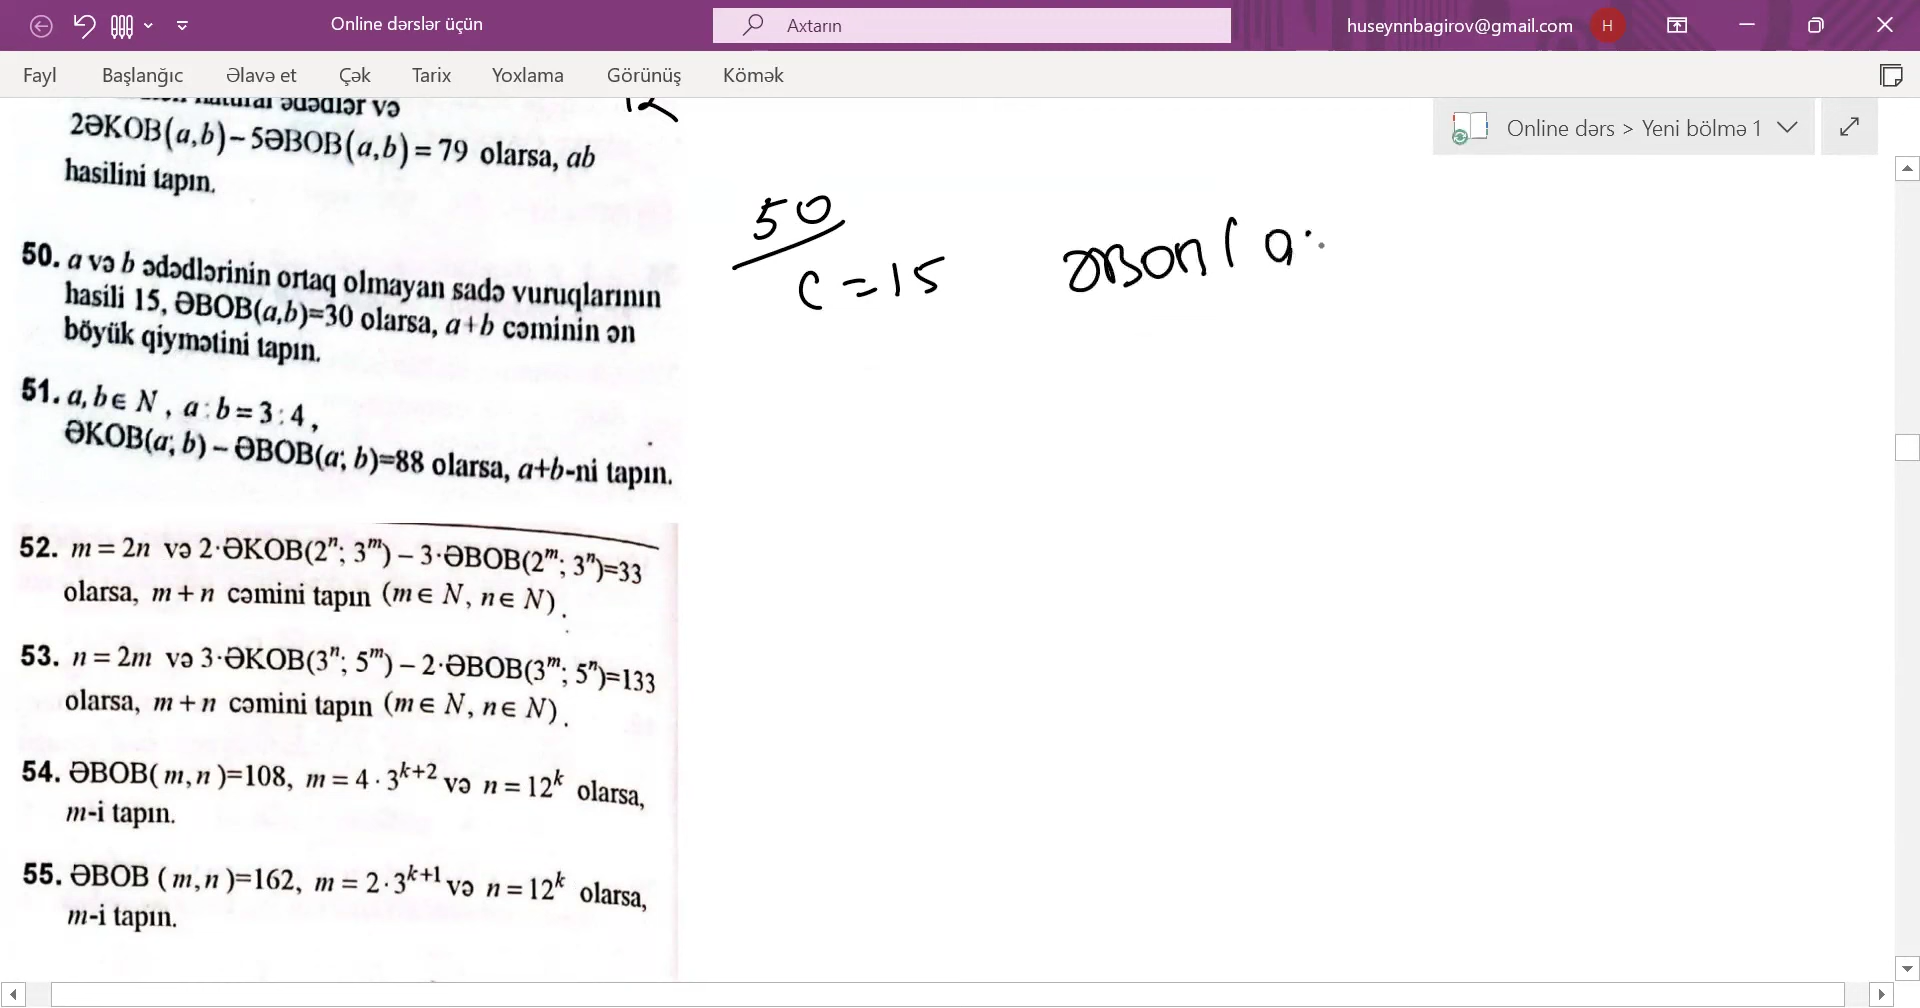 Online dərslər üçün
Axtarın
huseynnbagirov@gmail.com
H
Fayl Başlanğıc Əlavə et Çək Tarix Yoxlama Görünüş Kömək
Online dərs > Yeni bölmə 1
natural ədədlər və
2ƏKOB(a,b) – 5ƏBOB(a,b) = 79 olarsa, ab
hasilini tapın.
50. a və b ədədlərinin ortaq olmayan sadə vuruqlarının
hasili 15, ƏBOB(a,b)=30 olarsa, a+b cəminin ən
böyük qiymətini tapın.
51. a, b ∈ N , a : b = 3 : 4 ,
ƏKOB(a; b) – ƏBOB(a; b)=88 olarsa, a+b-ni tapın.
52. m = 2n və 2·ƏKOB(2ⁿ; 3ᵐ) – 3·ƏBOB(2ᵐ; 3ⁿ)=33
olarsa, m + n cəmini tapın (m ∈ N, n ∈ N) .
53. n = 2m və 3·ƏKOB(3ⁿ; 5ᵐ) – 2·ƏBOB(3ᵐ; 5ⁿ)=133
olarsa, m + n cəmini tapın (m ∈ N, n ∈ N) .
54. ƏBOB( m, n )=108, m = 4 · 3ᵏ⁺² və n = 12ᵏ olarsa,
m-i tapın.
55. ƏBOB ( m, n )=162, m = 2 · 3ᵏ⁺¹ və n = 12ᵏ olarsa,
m-i tapın.
50
c = 15
ƏBOB( a;